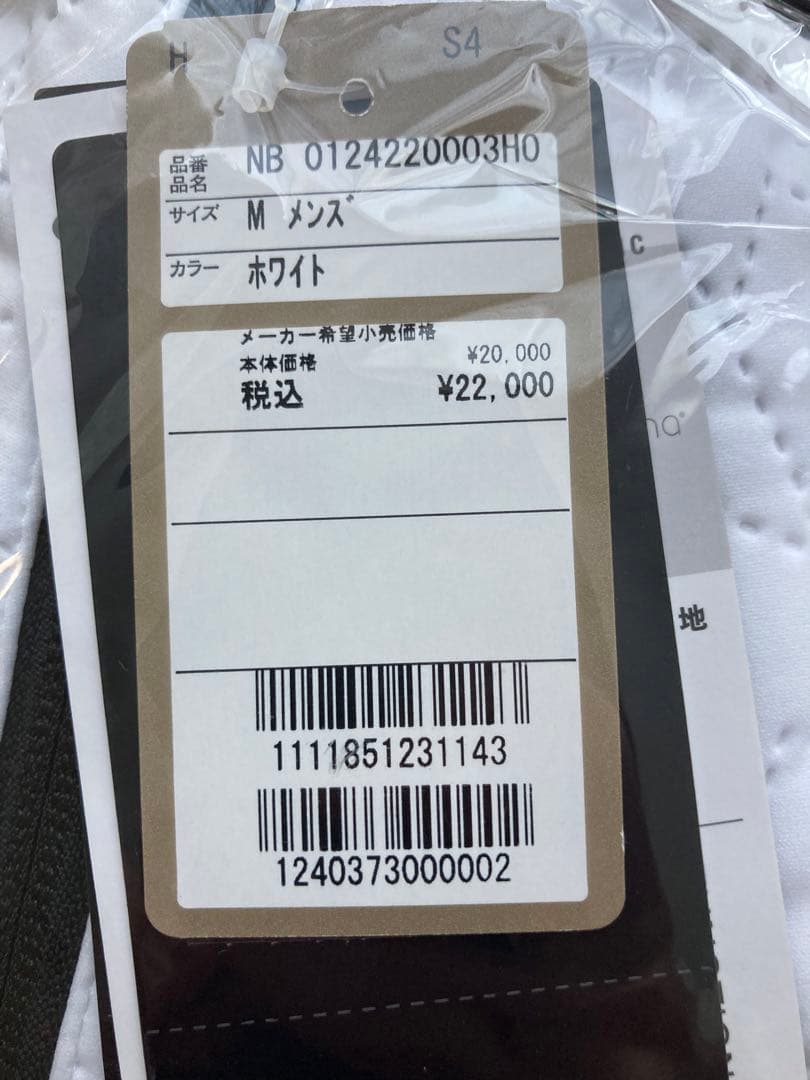 H S4
品番 NB 0124220003H0
品名
サイズ M メンズ
カラー ホワイト
メーカー希望小売価格
本体価格 ¥20,000
税込 ¥22,000
1111851231143
1240373000002
C
na
地